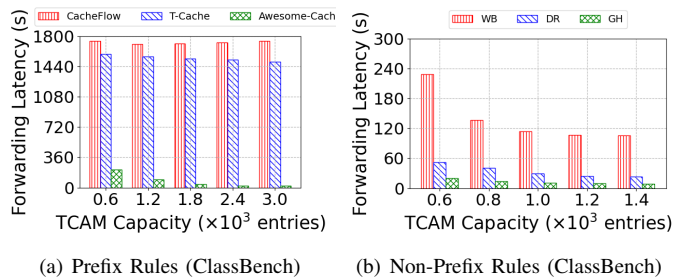 CacheFlow T-Cache Awesome-Cach
Forwarding Latency (s)
1800
1440
1080
720
360
0
0.6 1.2 1.8 2.4 3.0
TCAM Capacity (×10³ entries)
(a) Prefix Rules (ClassBench)
WB DR GH
Forwarding Latency (s)
300
240
180
120
60
0
0.6 0.8 1.0 1.2 1.4
TCAM Capacity (×10³ entries)
(b) Non-Prefix Rules (ClassBench)